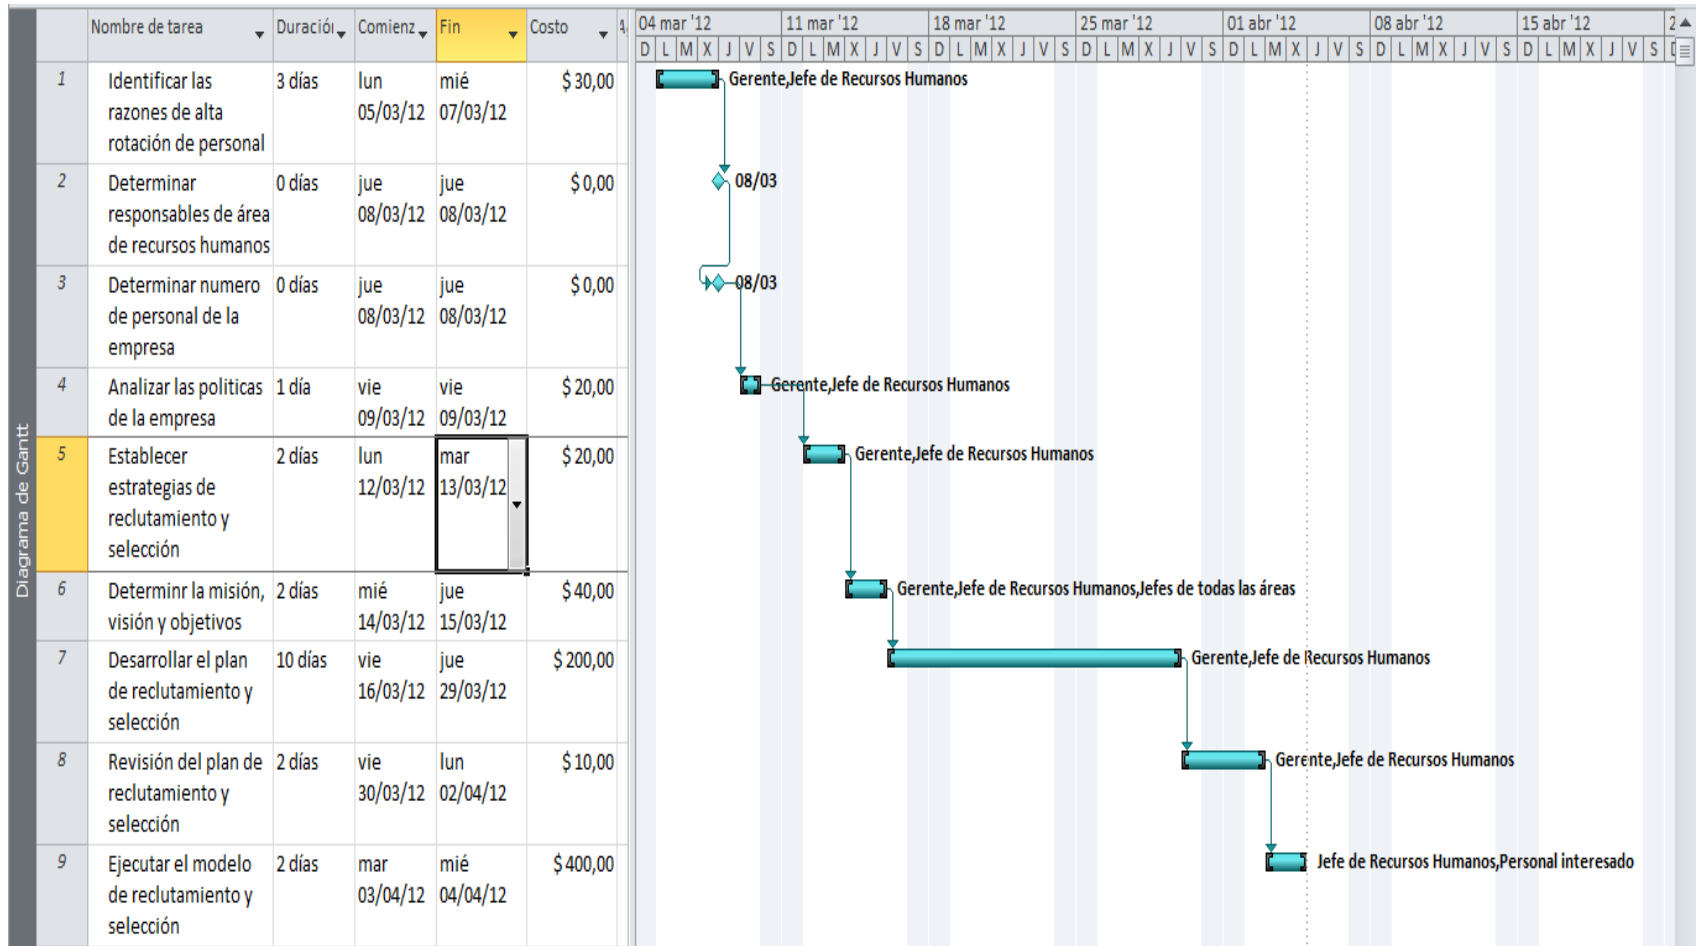 Diagrama de Gantt
Nombre de tarea Duración Comienz Fin Costo
04 mar '12 11 mar '12 18 mar '12 25 mar '12 01 abr '12 08 abr '12 15 abr '12 2
D L M X J V S D L M X J V S D L M X J V S D L M X J V S D L M X J V S D L M X J V S D L M X J V S
1 Identificar las 3 días lun mié $ 30,00 Gerente,Jefe de Recursos Humanos
razones de alta 05/03/12 07/03/12
rotación de personal
2 Determinar 0 días jue jue $ 0,00 08/03
responsables de área 08/03/12 08/03/12
de recursos humanos
3 Determinar numero 0 días jue jue $ 0,00 08/03
de personal de la 08/03/12 08/03/12
empresa
4 Analizar las politicas 1 día vie vie $ 20,00 Gerente,Jefe de Recursos Humanos
de la empresa 09/03/12 09/03/12
5 Establecer 2 días lun mar $ 20,00 Gerente,Jefe de Recursos Humanos
estrategias de 12/03/12 13/03/12
reclutamiento y
selección
6 Determinr la misión, 2 días mié jue $ 40,00 Gerente,Jefe de Recursos Humanos,Jefes de todas las áreas
visión y objetivos 14/03/12 15/03/12
7 Desarrollar el plan 10 días vie jue $ 200,00 Gerente,Jefe de Recursos Humanos
de reclutamiento y 16/03/12 29/03/12
selección
8 Revisión del plan de 2 días vie lun $ 10,00 Gerente,Jefe de Recursos Humanos
reclutamiento y 30/03/12 02/04/12
selección
9 Ejecutar el modelo 2 días mar mié $ 400,00 Jefe de Recursos Humanos,Personal interesado
de reclutamiento y 03/04/12 04/04/12
selección